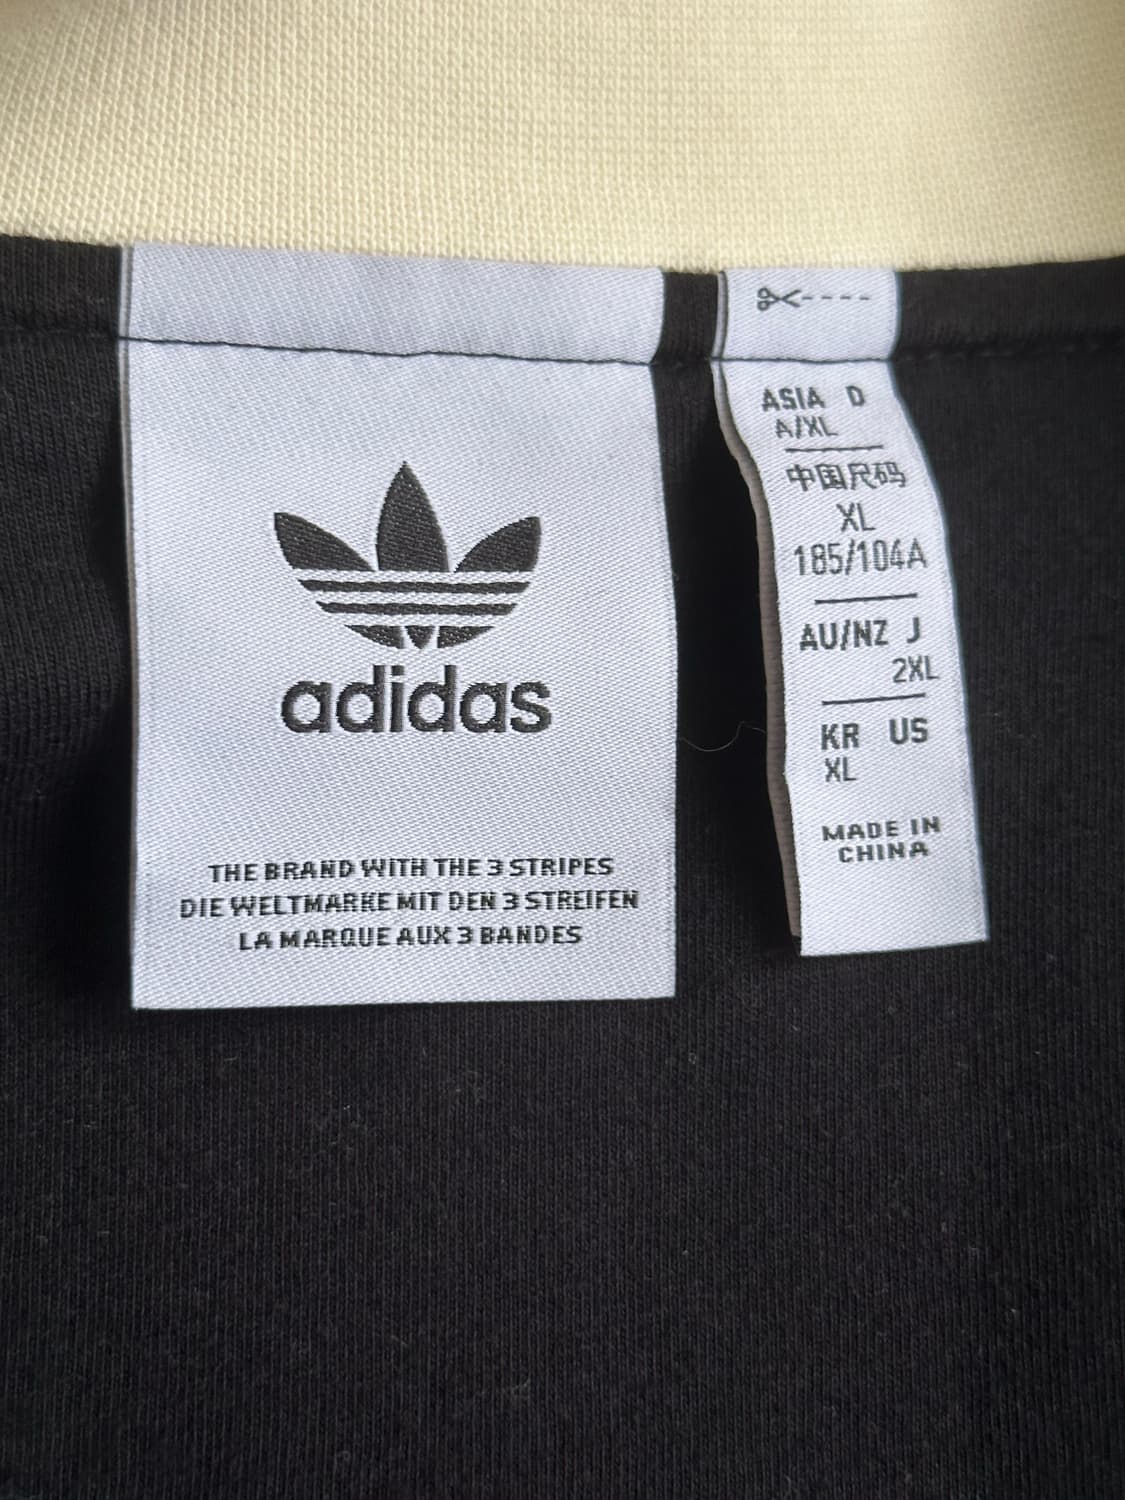 adidas
THE BRAND WITH THE 3 STRIPES
DIE WELTMARKE MIT DEN 3 STREIFEN
LA MARQUE AUX 3 BANDES
ASIA D
A/XL
中国尺码
XL
185/104A
AU/NZ J
2XL
KR US
XL
MADE IN
CHINA